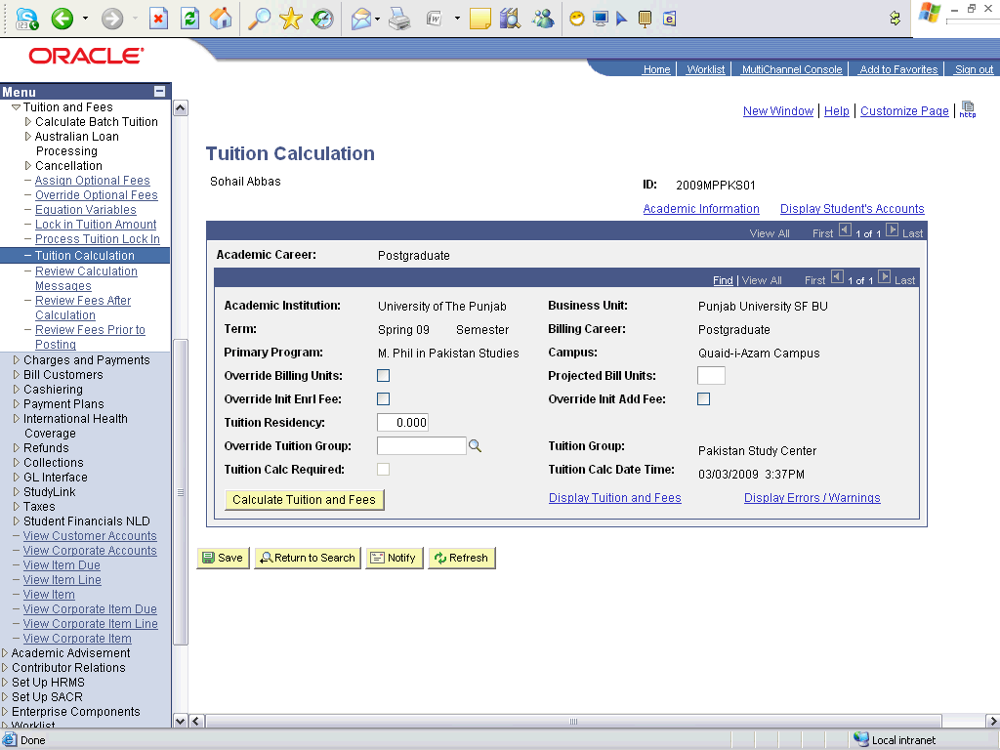 ORACLE
Home Worklist MultiChannel Console Add to Favorites Sign out
New Window | Help | Customize Page | http
Menu
Tuition and Fees
Calculate Batch Tuition
Australian Loan
Processing
Cancellation
Assign Optional Fees
Override Optional Fees
Equation Variables
Lock in Tuition Amount
Process Tuition Lock In
Tuition Calculation
Review Calculation
Messages
Review Fees After
Calculation
Review Fees Prior to
Posting
Charges and Payments
Bill Customers
Cashiering
Payment Plans
International Health
Coverage
Refunds
Collections
GL Interface
StudyLink
Taxes
Student Financials NLD
View Customer Accounts
View Corporate Accounts
View Item Due
View Item Line
View Item
View Corporate Item Due
View Corporate Item Line
View Corporate Item
Academic Advisement
Contributor Relations
Set Up HRMS
Set Up SACR
Enterprise Components
Worklist
Tuition Calculation
Sohail Abbas
ID: 2009MPPKS01
Academic Information Display Student's Accounts
View All First 1 of 1 Last
Academic Career: Postgraduate
Find | View All First 1 of 1 Last
Academic Institution: University of The Punjab Business Unit: Punjab University SF BU
Term: Spring 09 Semester Billing Career: Postgraduate
Primary Program: M. Phil in Pakistan Studies Campus: Quaid-i-Azam Campus
Override Billing Units: Projected Bill Units:
Override Init Enrl Fee: Override Init Add Fee:
Tuition Residency: 0.000
Override Tuition Group: Tuition Group: Pakistan Study Center
Tuition Calc Required: Tuition Calc Date Time: 03/03/2009 3:37PM
Calculate Tuition and Fees Display Tuition and Fees Display Errors / Warnings
Save Return to Search Notify Refresh
Done Local intranet